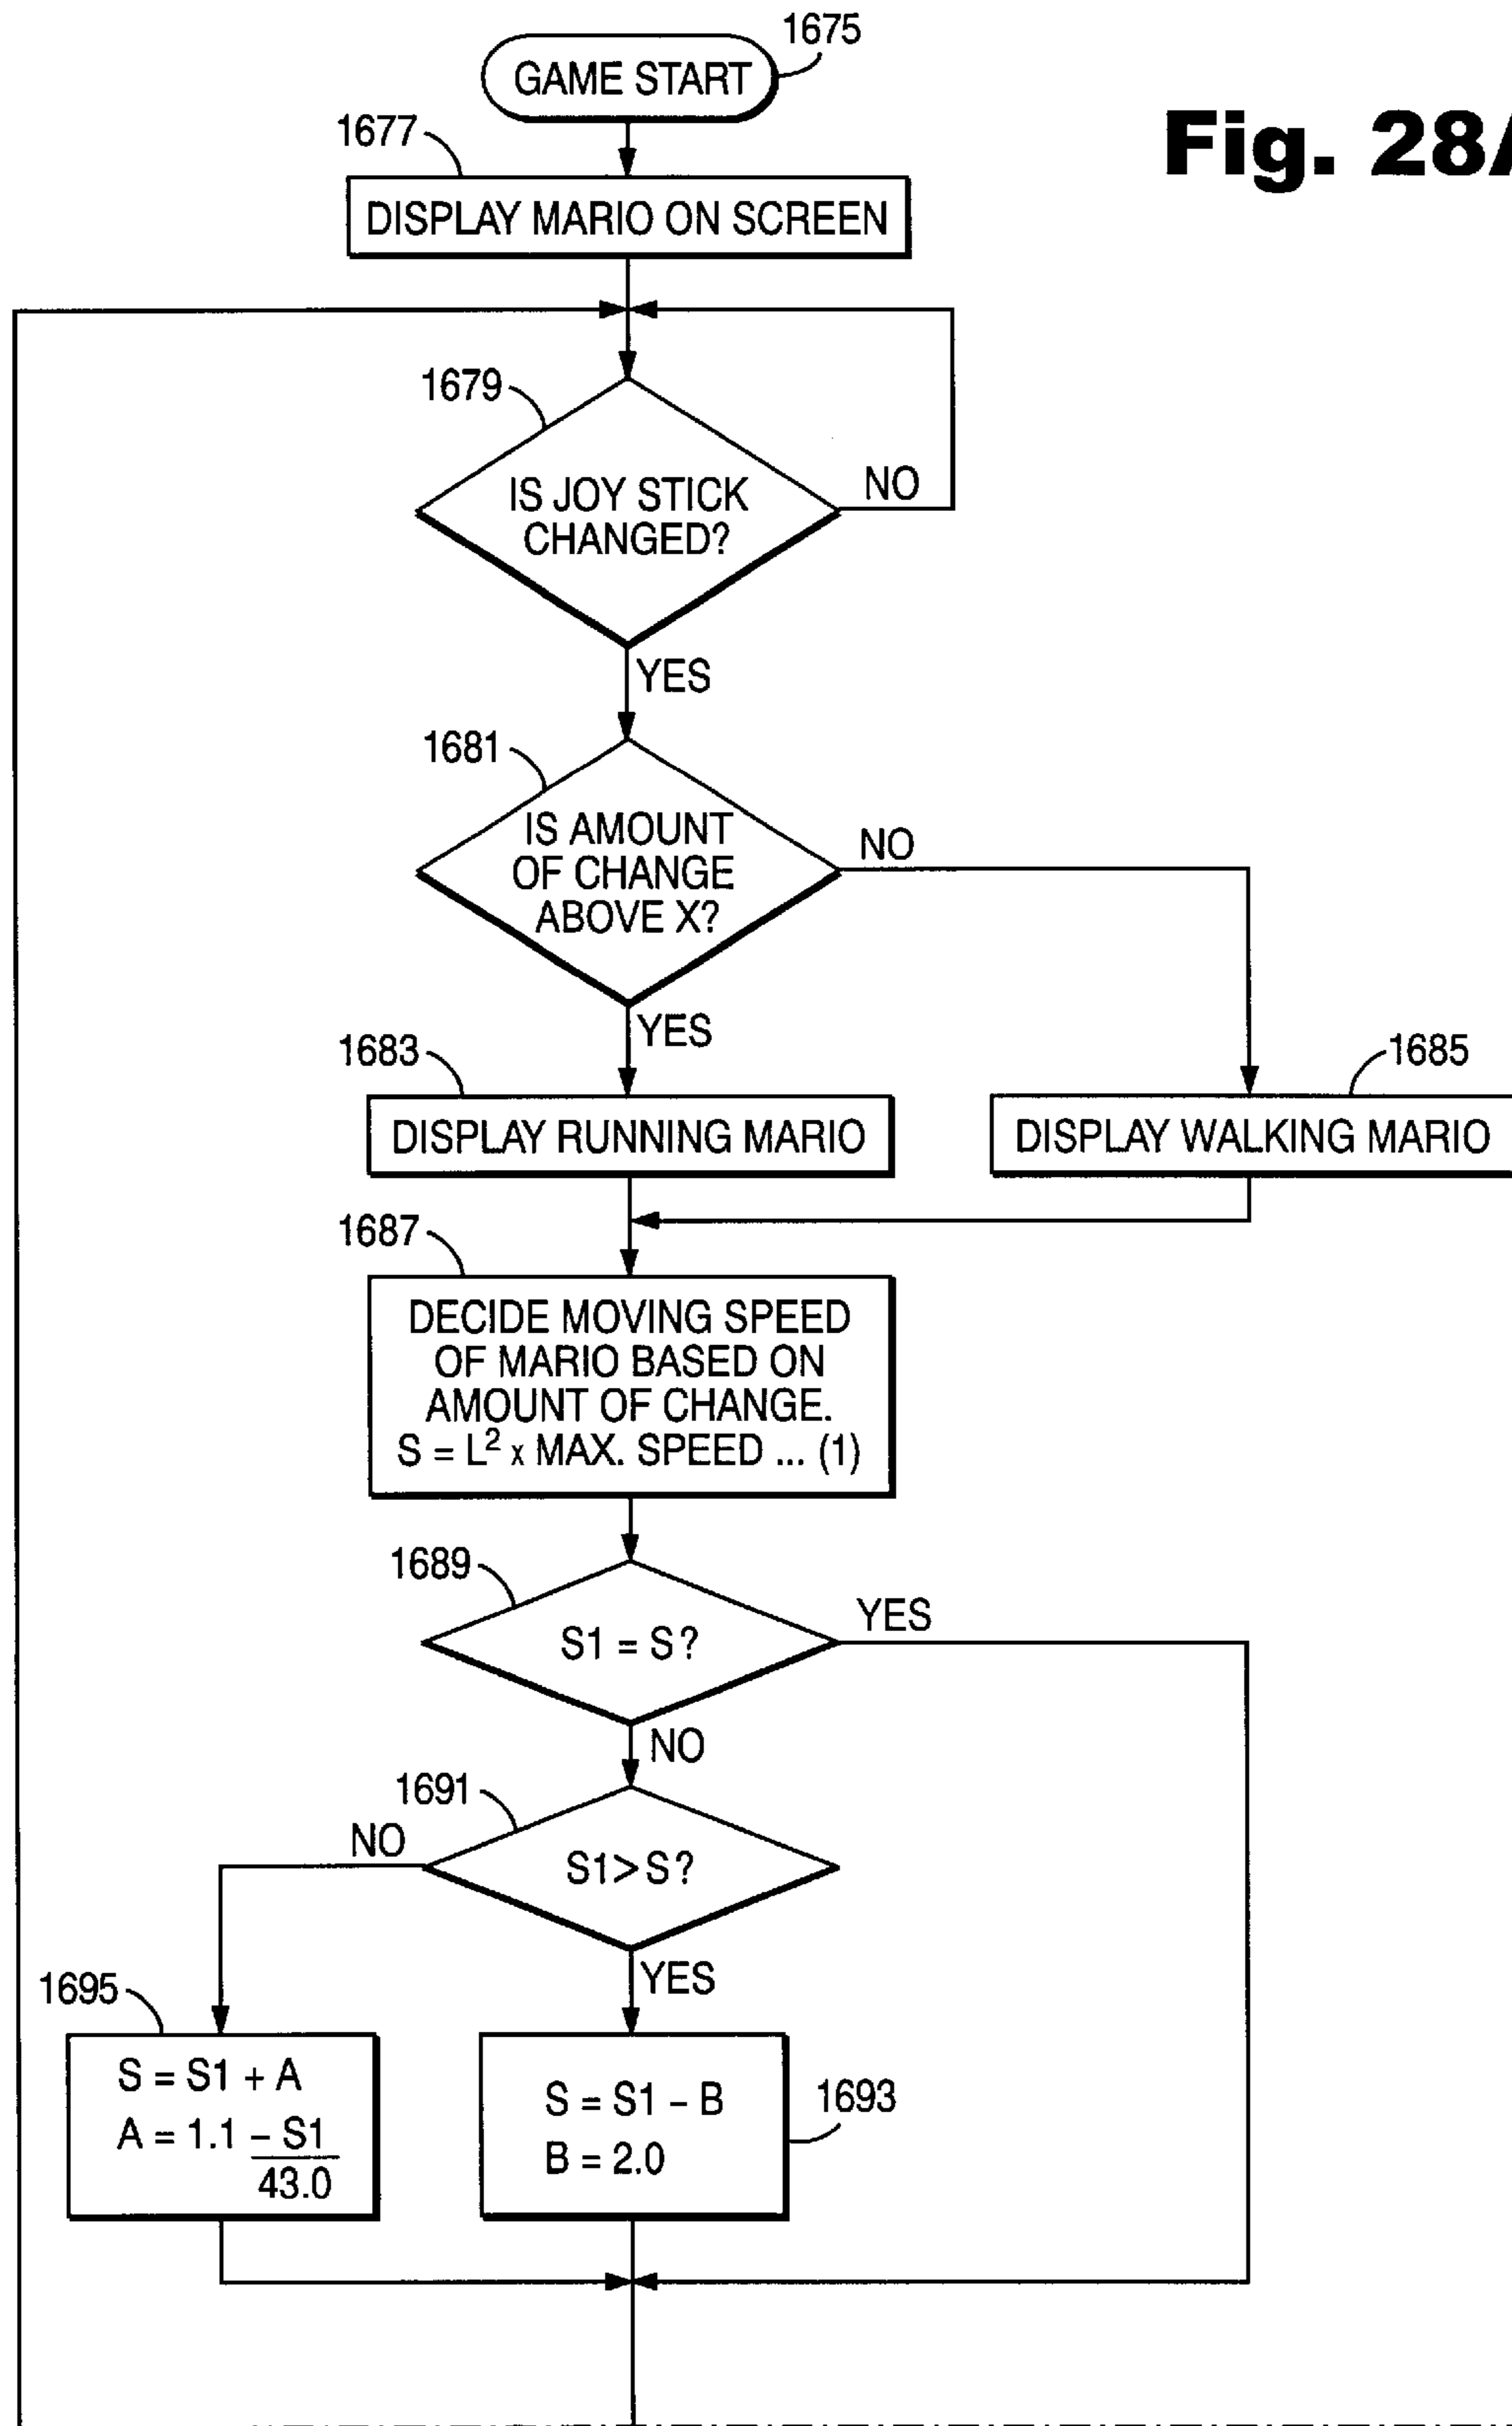 1675
GAME START
Fig. 28A
1677
DISPLAY MARIO ON SCREEN
1679
IS JOY STICK
CHANGED?
NO
YES
1681
IS AMOUNT
OF CHANGE
ABOVE X?
NO
YES
1683
DISPLAY RUNNING MARIO
1685
DISPLAY WALKING MARIO
1687
DECIDE MOVING SPEED
OF MARIO BASED ON
AMOUNT OF CHANGE.
S = L² x MAX. SPEED ... (1)
1689
S1 = S?
YES
NO
1691
S1>S?
NO
YES
1695
S = S1 + A
A = 1.1 – S1
43.0
S = S1 – B
B = 2.0
1693